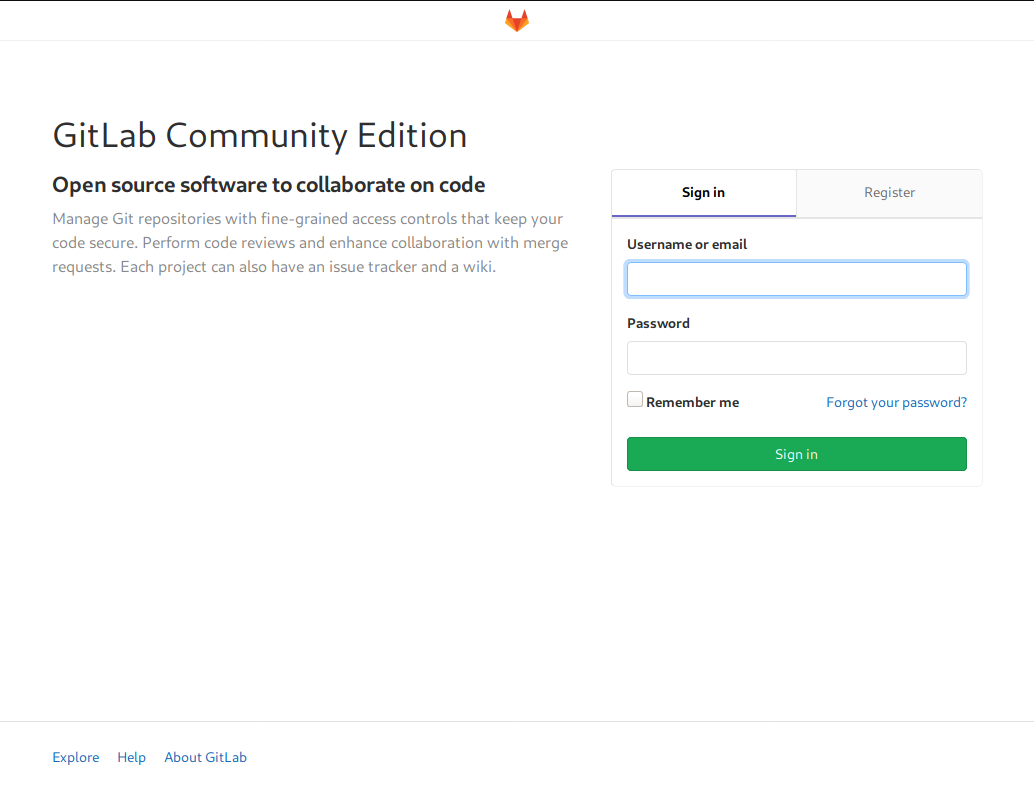 GitLab Community Edition
Open source software to collaborate on code
Manage Git repositories with fine-grained access controls that keep your
code secure. Perform code reviews and enhance collaboration with merge
requests. Each project can also have an issue tracker and a wiki.
Sign in
Register
Username or email
Password
Remember me
Forgot your password?
Sign in
Explore
Help
About GitLab